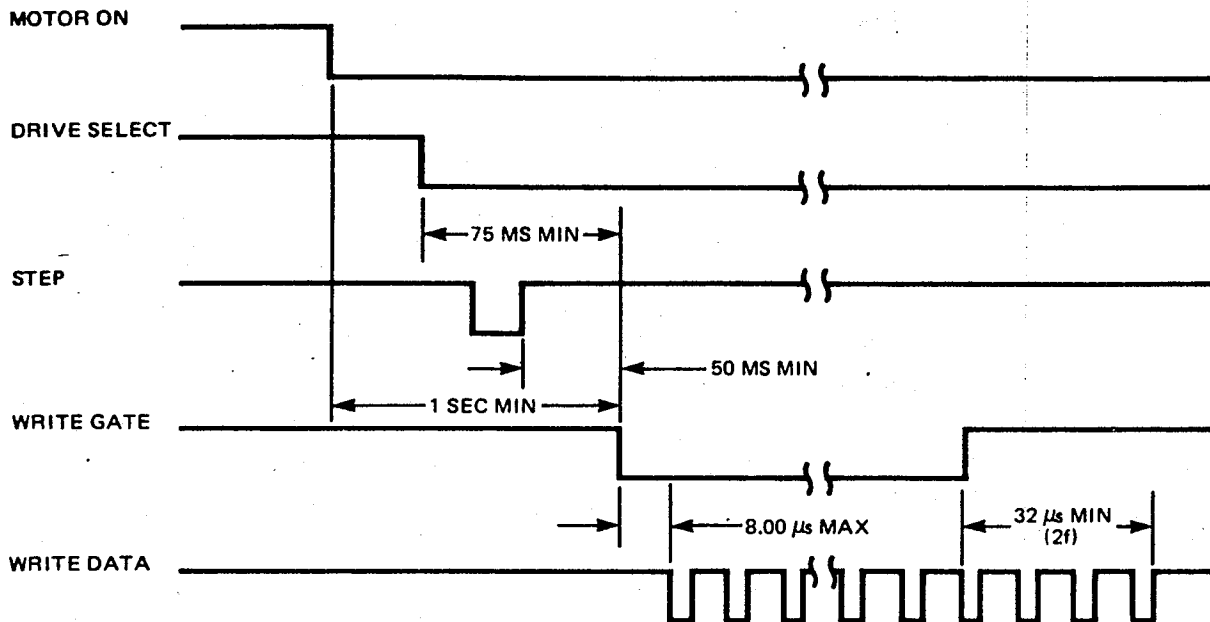 MOTOR ON
DRIVE SELECT
75 MS MIN
STEP
50 MS MIN
1 SEC MIN
WRITE GATE
8.00 μs MAX
32 μs MIN
(2f)
WRITE DATA